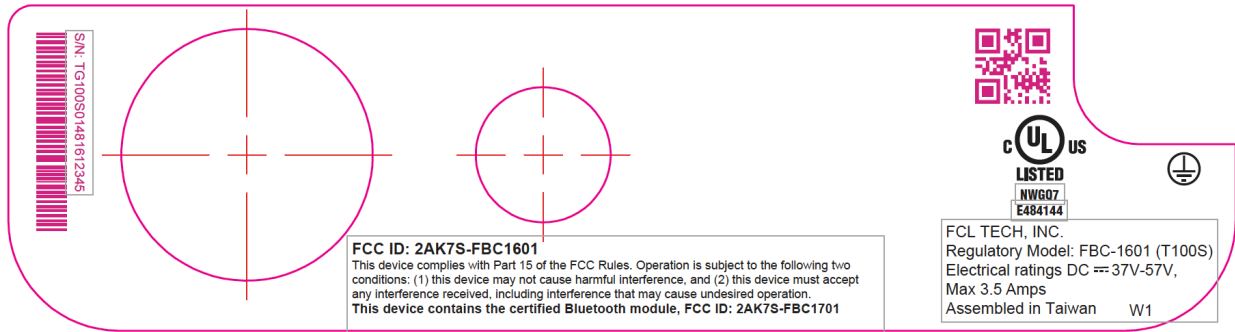 S/N: TG100S01481612345
C UL US
LISTED
NWGQ7
E484144
FCC ID: 2AK7S-FBC1601
This device complies with Part 15 of the FCC Rules. Operation is subject to the following two
conditions: (1) this device may not cause harmful interference, and (2) this device must accept
any interference received, including interference that may cause undesired operation.
This device contains the certified Bluetooth module, FCC ID: 2AK7S-FBC1701
FCL TECH, INC.
Regulatory Model: FBC-1601 (T100S)
Electrical ratings DC ⎓ 37V-57V,
Max 3.5 Amps
Assembled in Taiwan W1